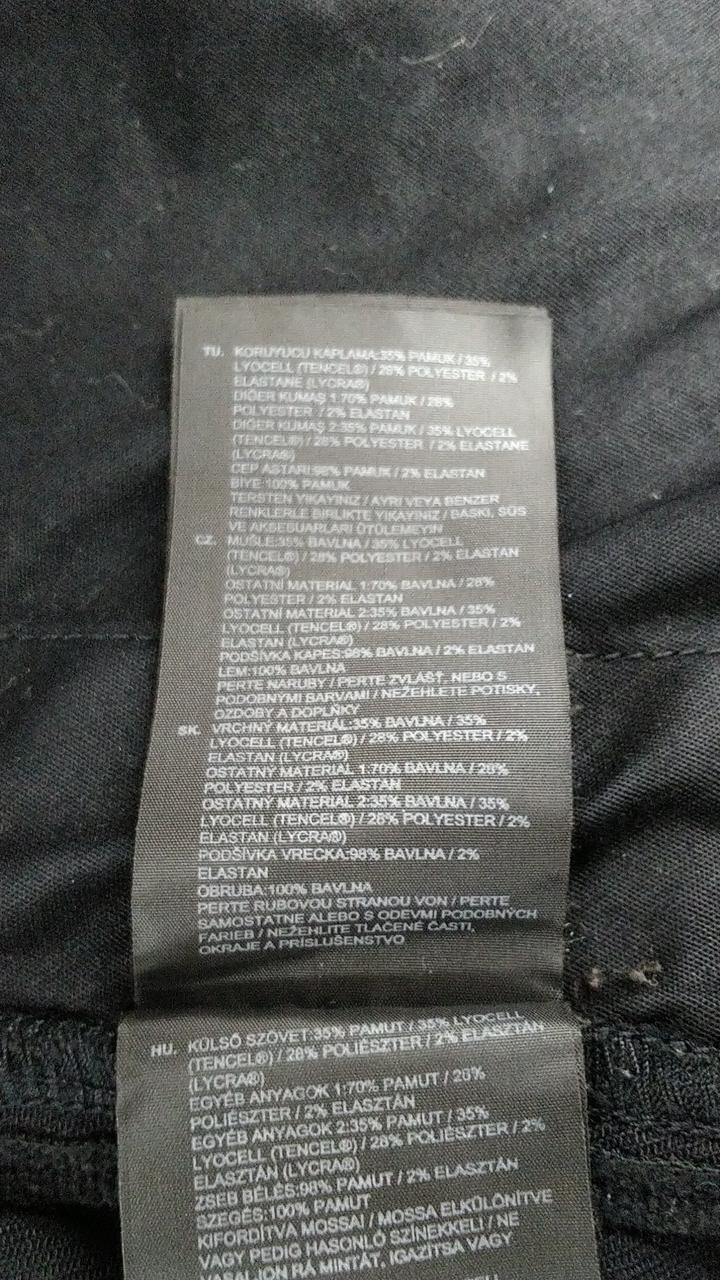 TU. KORUYUCU KAPLAMA:35% PAMUK / 35%
LYOCELL (TENCEL®) / 28% POLYESTER / 2%
ELASTANE (LYCRA®)
DIĞER KUMAŞ 1:70% PAMUK / 28%
POLYESTER / 2% ELASTAN
DIĞER KUMAŞ 2:35% PAMUK / 35% LYOCELL
(TENCEL®) / 28% POLYESTER / 2% ELASTANE
(LYCRA®)
CEP ASTARI:98% PAMUK / 2% ELASTAN
BIYE:100% PAMUK
TERSTEN YIKAYINIZ / AYRI VEYA BENZER
RENKLERLE BIRLIKTE YIKAYINIZ / BASKI, SÜS
VE AKSESUARLARI ÜTÜLEMEYIN
CZ. MUŠLE:35% BAVLNA / 35% LYOCELL
(TENCEL®) / 28% POLYESTER / 2% ELASTAN
(LYCRA®)
OSTATNÍ MATERIAL 1:70% BAVLNA / 28%
POLYESTER / 2% ELASTAN
OSTATNÍ MATERIAL 2:35% BAVLNA / 35%
LYOCELL (TENCEL®) / 28% POLYESTER / 2%
ELASTAN (LYCRA®)
PODŠÍVKA KAPES:98% BAVLNA / 2% ELASTAN
LEM:100% BAVLNA
PERTE NARUBY / PERTE ZVLÁŠŤ, NEBO S
PODOBNÝMI BARVAMI / NEŽEHLETE POTISKY,
OZDOBY A DOPLŇKY
SK. VRCHNÝ MATERIÁL:35% BAVLNA / 35%
LYOCELL (TENCEL®) / 28% POLYESTER / 2%
ELASTAN (LYCRA®)
OSTATNÝ MATERIAL 1:70% BAVLNA / 28%
POLYESTER / 2% ELASTAN
OSTATNÝ MATERIAL 2:35% BAVLNA / 35%
LYOCELL (TENCEL®) / 28% POLYESTER / 2%
ELASTAN (LYCRA®)
PODŠÍVKA VRECKA:98% BAVLNA / 2%
ELASTAN
OBRUBA:100% BAVLNA
PERTE RUBOVOU STRANOU VON / PERTE
SAMOSTATNE ALEBO S ODEVMI PODOBNÝCH
FARIEB / NEŽEHLITE TLAČENÉ ČASTI,
OKRAJE A PRÍSLUŠENSTVO
HU. KÜLSŐ SZÖVET:35% PAMUT / 35% LYOCELL
(TENCEL®) / 28% POLIÉSZTER / 2% ELASZTÁN
(LYCRA®)
EGYÉB ANYAGOK 1:70% PAMUT / 28%
POLIÉSZTER / 2% ELASZTÁN
EGYÉB ANYAGOK 2:35% PAMUT / 35%
LYOCELL (TENCEL®) / 28% POLIÉSZTER / 2%
ELASZTÁN (LYCRA®)
ZSEB BÉLÉS:98% PAMUT / 2% ELASZTÁN
SZEGÉS:100% PAMUT
KIFORDÍTVA MOSSA! / MOSSA ELKÜLÖNÍTVE
VAGY PEDIG HASONLÓ SZÍNEKKEL! / NE
VASALJON RÁ MINTÁT, IGAZÍTSA VAGY